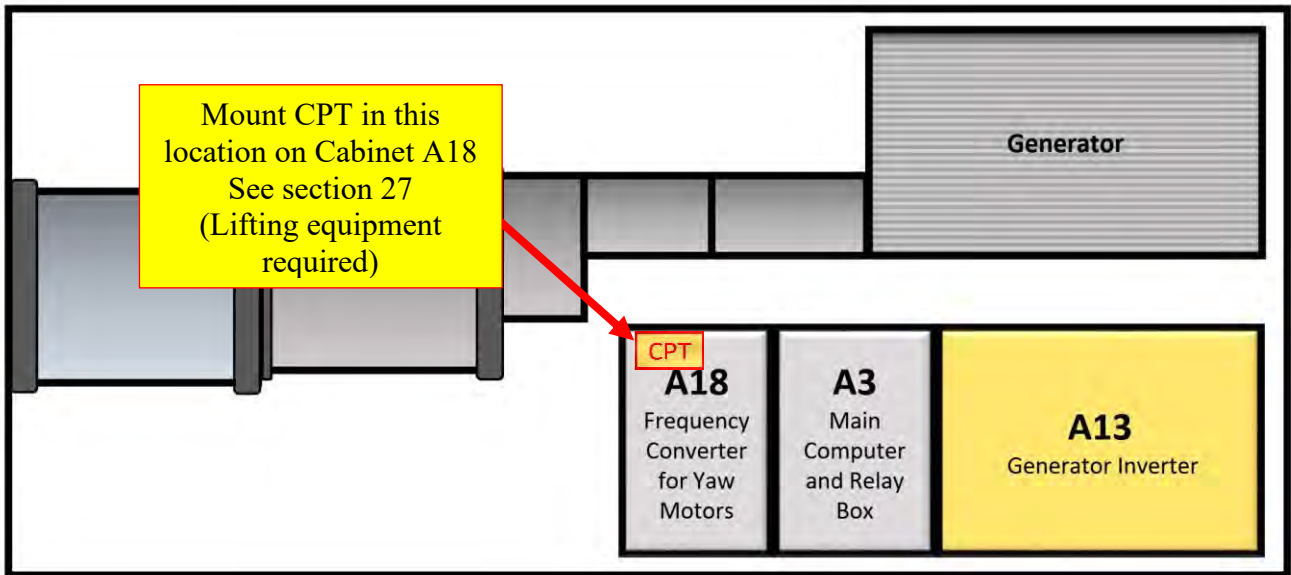 Mount CPT in this
location on Cabinet A18
See section 27
(Lifting equipment
required)
Generator
CPT
A18
Frequency
Converter
for Yaw
Motors
A3
Main
Computer
and Relay
Box
A13
Generator Inverter